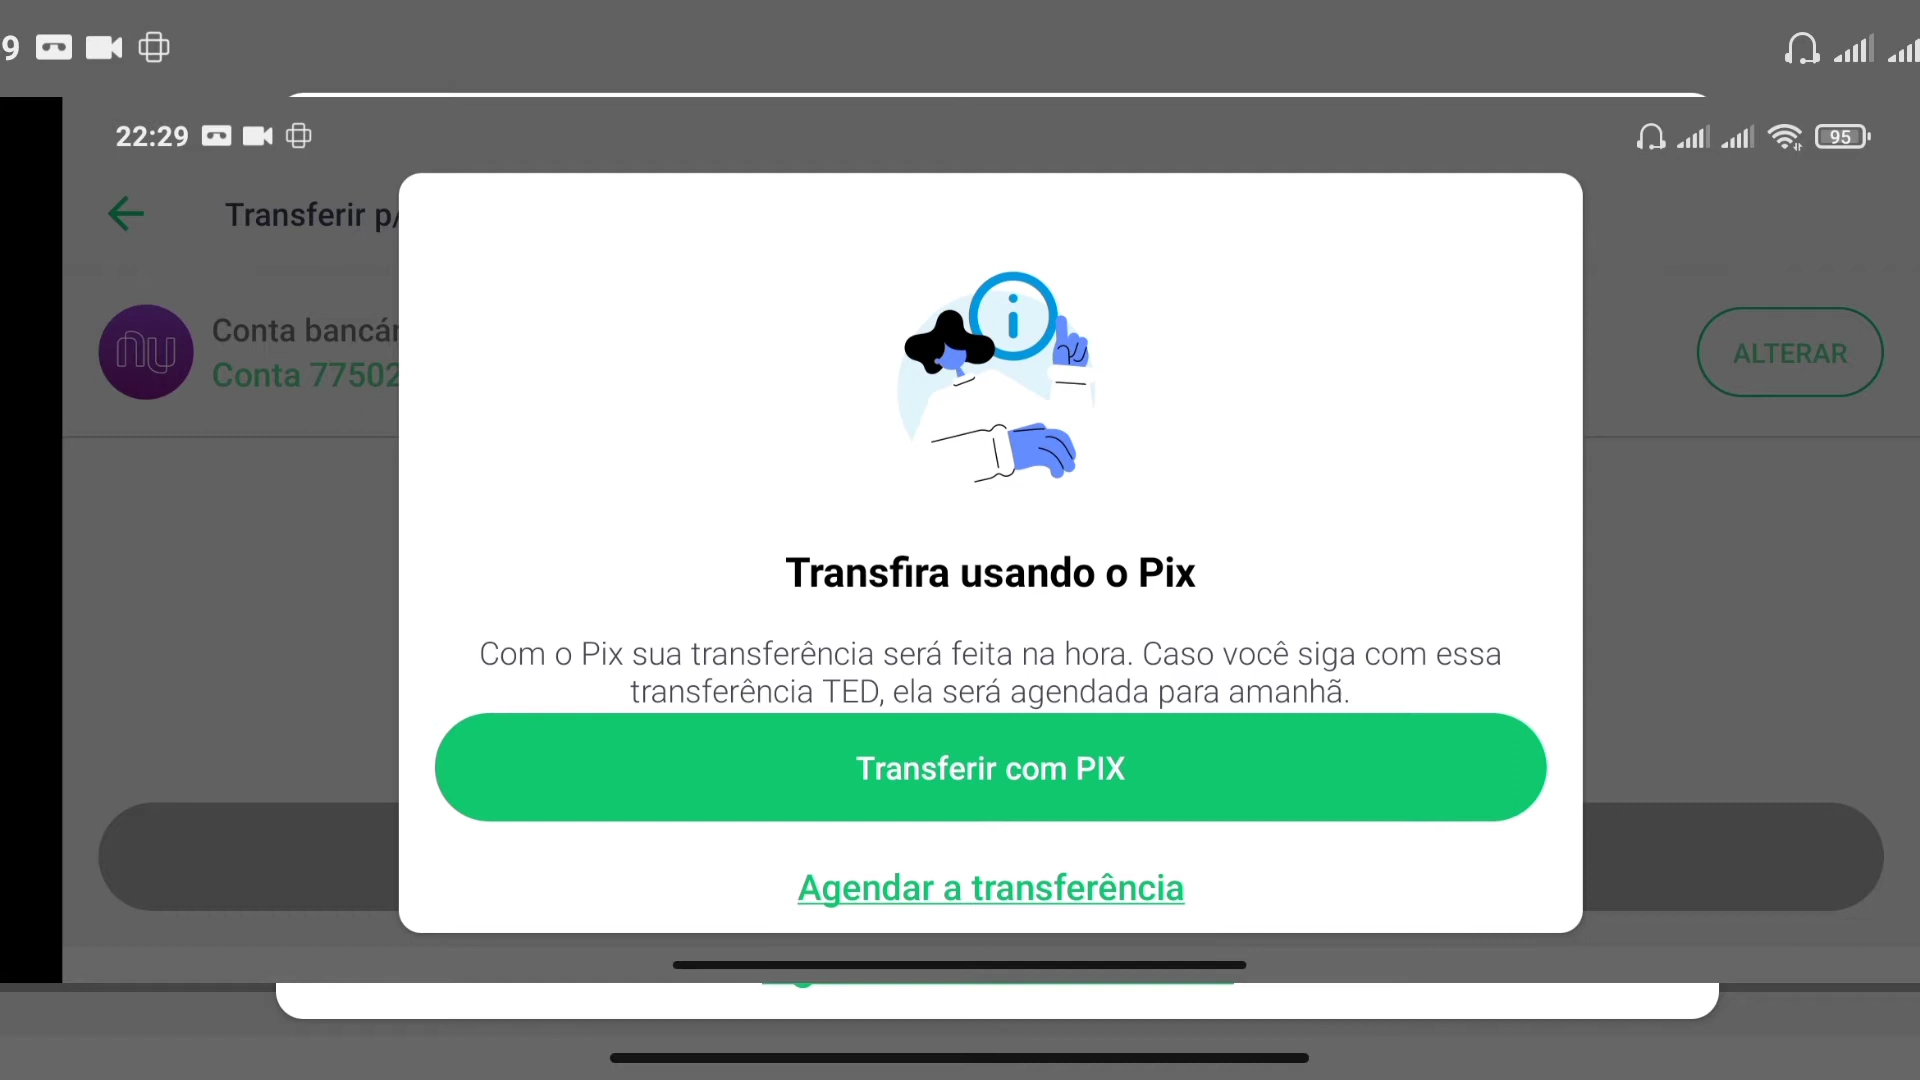 9
22:29
95
Transferir p/
Conta bancár
Conta 77502
nu
ALTERAR
i
Transfira usando o Pix
Com o Pix sua transferência será feita na hora. Caso você siga com essa
transferência TED, ela será agendada para amanhã.
Transferir com PIX
Agendar a transferência